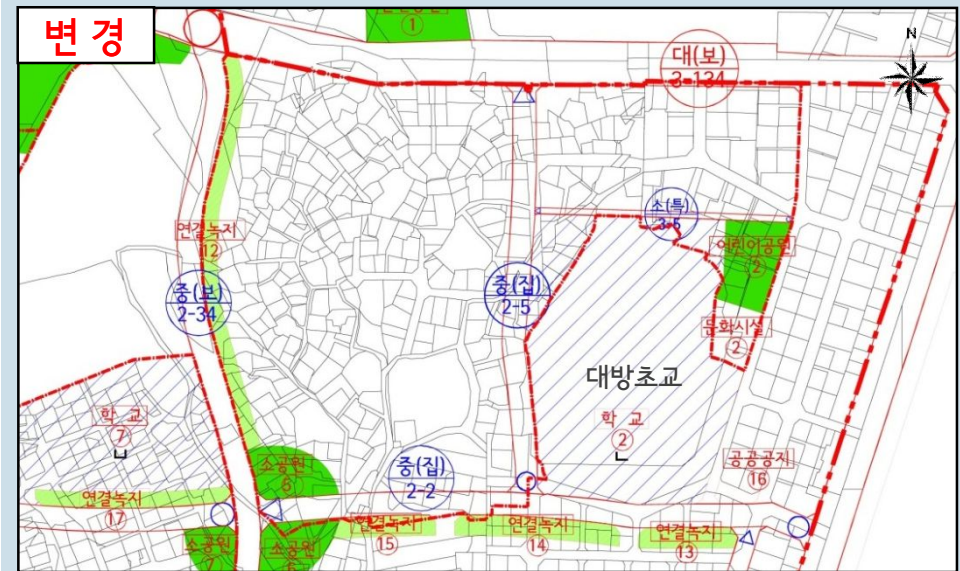 변 경
①
N
대(보)
3-134
소(특)
3-5
연결녹지
12
어린이공원
②
중(보)
2-34
중(집)
2-5
문화시설
②
대방초교
학 교
⑦
학 교
②
중(집)
2-2
소공원
공공공지
16
연결녹지
17
연결녹지
15
연결녹지
14
연결녹지
13
소공원
7
소공원
6